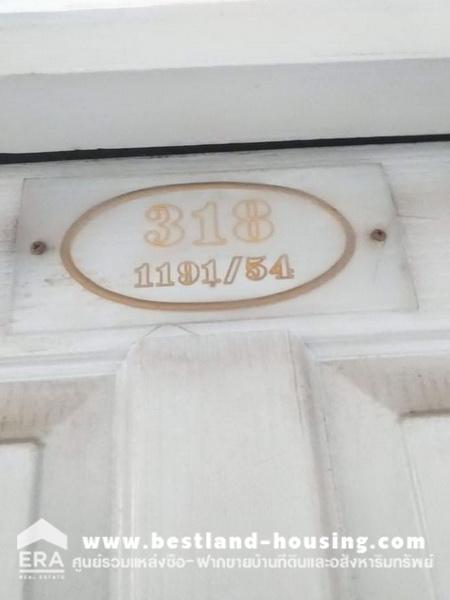 318
1191/54
www.bestland-housing.com
ERA
REAL ESTATE
ศูนย์รวมแหล่งซื้อ-ฝากขายบ้านที่ดินและอสังหาริมทรัพย์